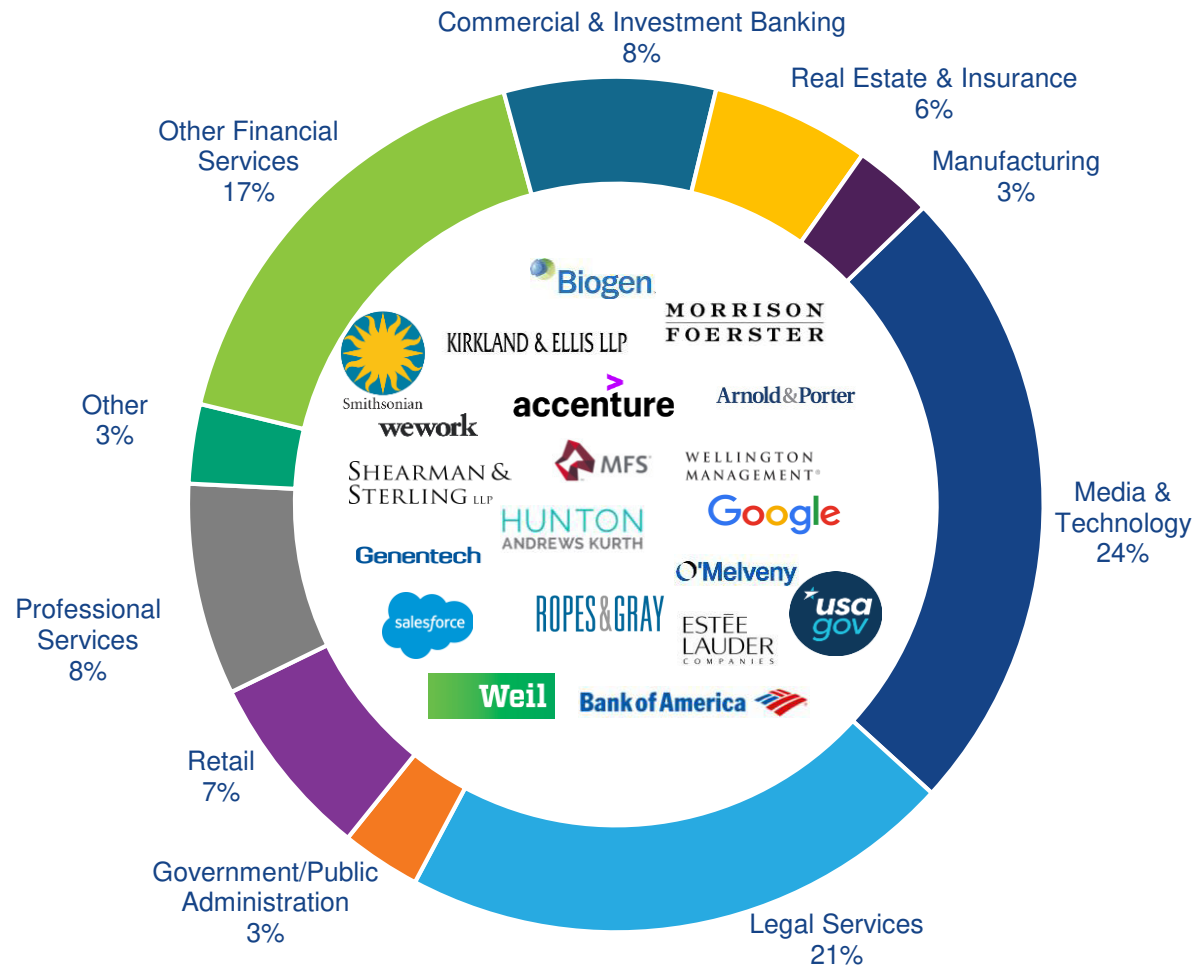 Commercial & Investment Banking
8%
Real Estate & Insurance
6%
Manufacturing
3%
Other Financial
Services
17%
Other
3%
Media &
Technology
24%
Professional
Services
8%
Retail
7%
Government/Public
Administration
3%
Legal Services
21%
Biogen
MORRISON
FOERSTER
KIRKLAND & ELLIS LLP
Smithsonian
>
accenture
Arnold&Porter
wework
MFS
WELLINGTON
MANAGEMENT®
SHEARMAN &
STERLING LLP
Google
HUNTON
ANDREWS KURTH
Genentech
O'Melveny
usa
gov
salesforce
ROPES&GRAY
ESTĒE
LAUDER
COMPANIES
Weil
Bank of America